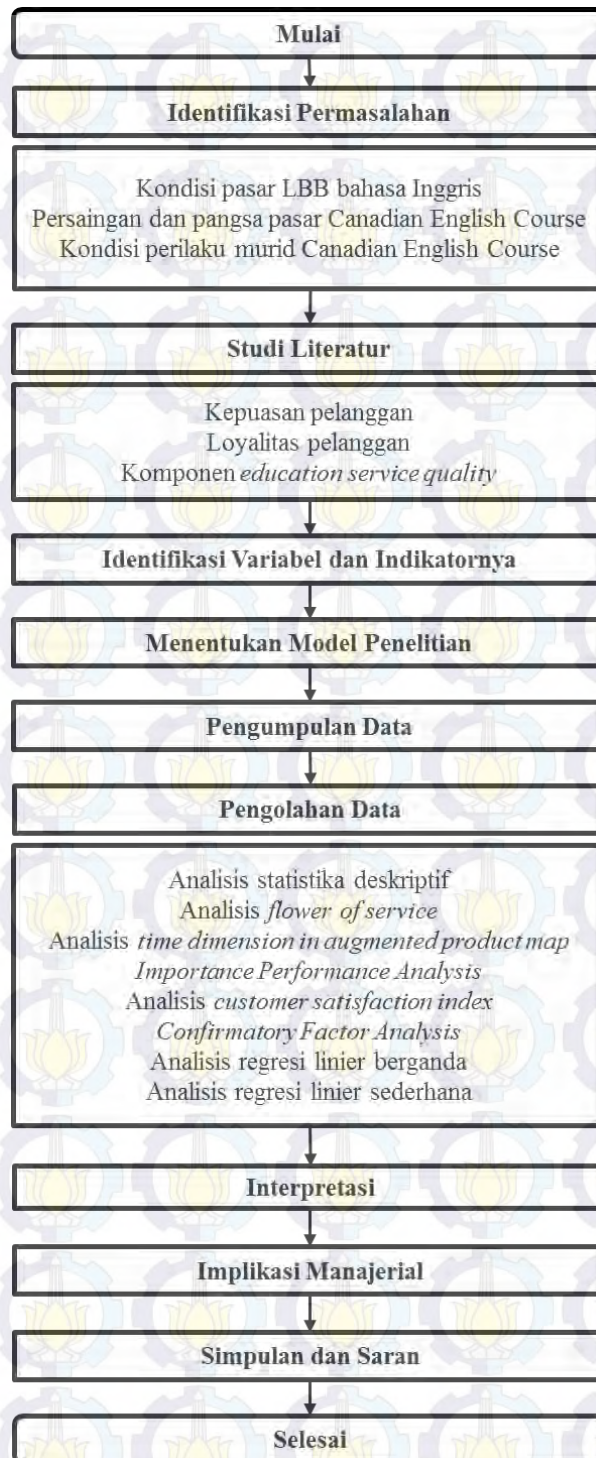 Mulai
Identifikasi Permasalahan
Kondisi pasar LBB bahasa Inggris
Persaingan dan pangsa pasar Canadian English Course
Kondisi perilaku murid Canadian English Course
Studi Literatur
Kepuasan pelanggan
Loyalitas pelanggan
Komponen education service quality
Identifikasi Variabel dan Indikatornya
Menentukan Model Penelitian
Pengumpulan Data
Pengolahan Data
Analisis statistika deskriptif
Analisis flower of service
Analisis time dimension in augmented product map
Importance Performance Analysis
Analisis customer satisfaction index
Confirmatory Factor Analysis
Analisis regresi linier berganda
Analisis regresi linier sederhana
Interpretasi
Implikasi Manajerial
Simpulan dan Saran
Selesai